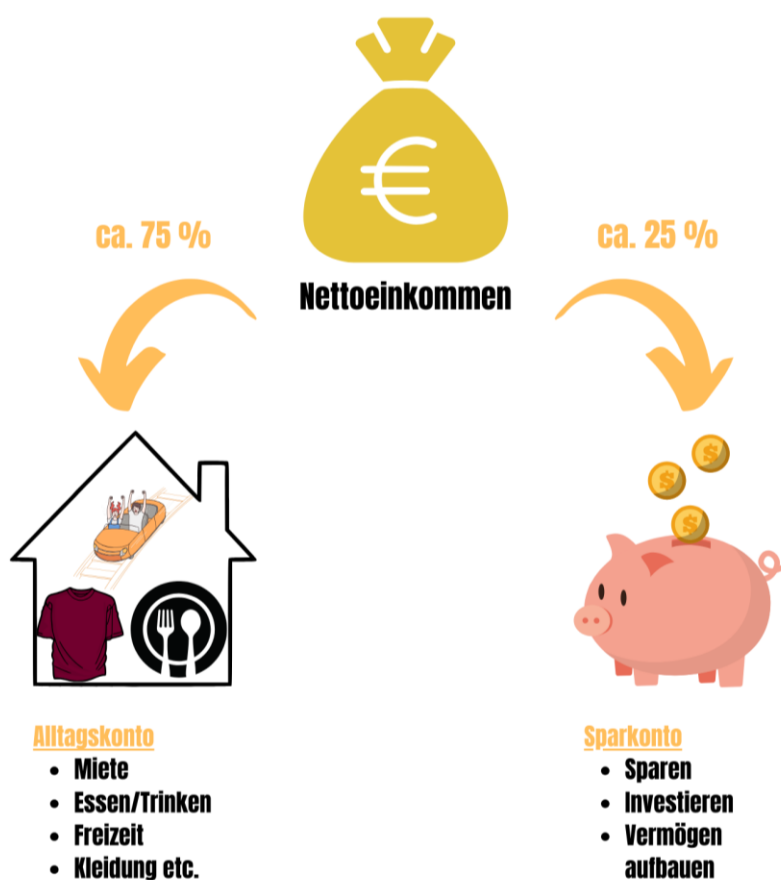 €
ca. 75 %
ca. 25 %
Nettoeinkommen
$
$
$
Alltagskonto
• Miete
• Essen/Trinken
• Freizeit
• Kleidung etc.
Sparkonto
• Sparen
• Investieren
• Vermögen
aufbauen